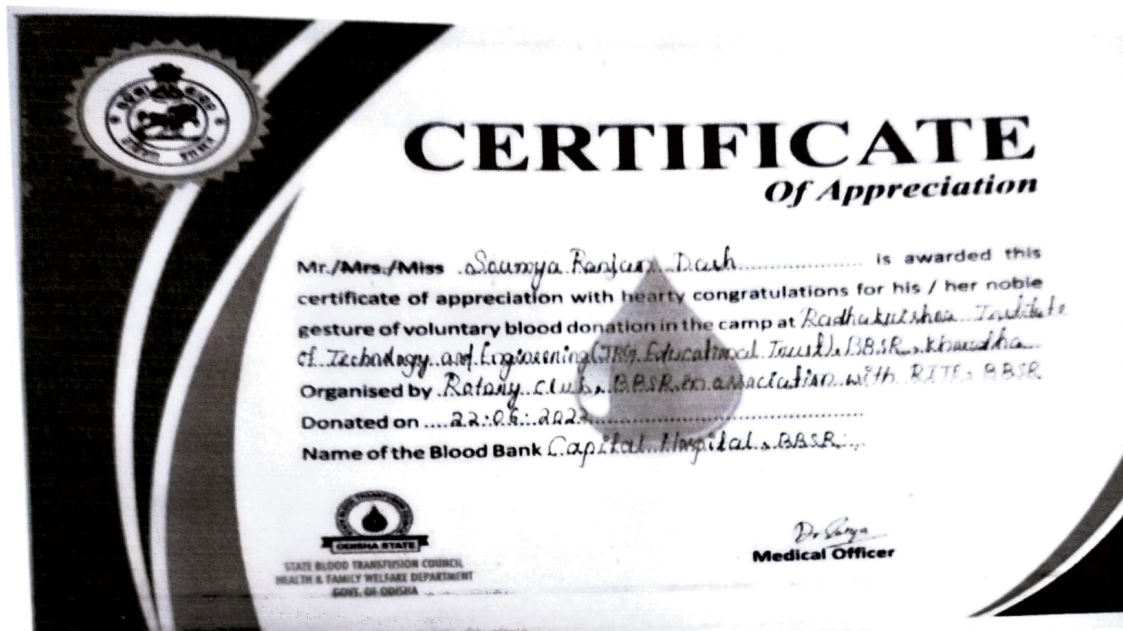 CERTIFICATE
Of Appreciation
Mr./Mrs./Miss Soumya Ranjan Dash is awarded this
certificate of appreciation with hearty congratulations for his / her noble
gesture of voluntary blood donation in the camp at Radhakrishna Institute
of Technology and Engineering (JRG Educational Trust), BBSR, Khurdha
Organised by Rotary Club, BBSR in association with RITE, BBSR
Donated on ....22.06.2022
Name of the Blood Bank Capital Hospital, BBSR
ODISHA STATE
STATE BLOOD TRANSFUSION COUNCIL
HEALTH & FAMILY WELFARE DEPARTMENT
GOVT. OF ODISHA
Medical Officer